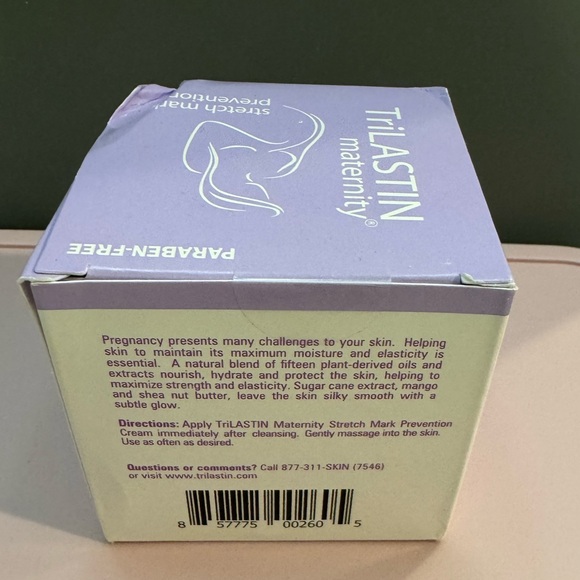 TriLASTIN
maternity®
stretch mark
prevention
PARABEN-FREE
Pregnancy presents many challenges to your skin. Helping
skin to maintain its maximum moisture and elasticity is
essential. A natural blend of fifteen plant-derived oils and
extracts nourish, hydrate and protect the skin, helping to
maximize strength and elasticity. Sugar cane extract, mango
and shea nut butter, leave the skin silky smooth with a
subtle glow.
Directions: Apply TriLASTIN Maternity Stretch Mark Prevention
Cream immediately after cleansing. Gently massage into the skin.
Use as often as desired.
Questions or comments? Call 877-311-SKIN (7546)
or visit www.trilastin.com
8 57775 00260 5